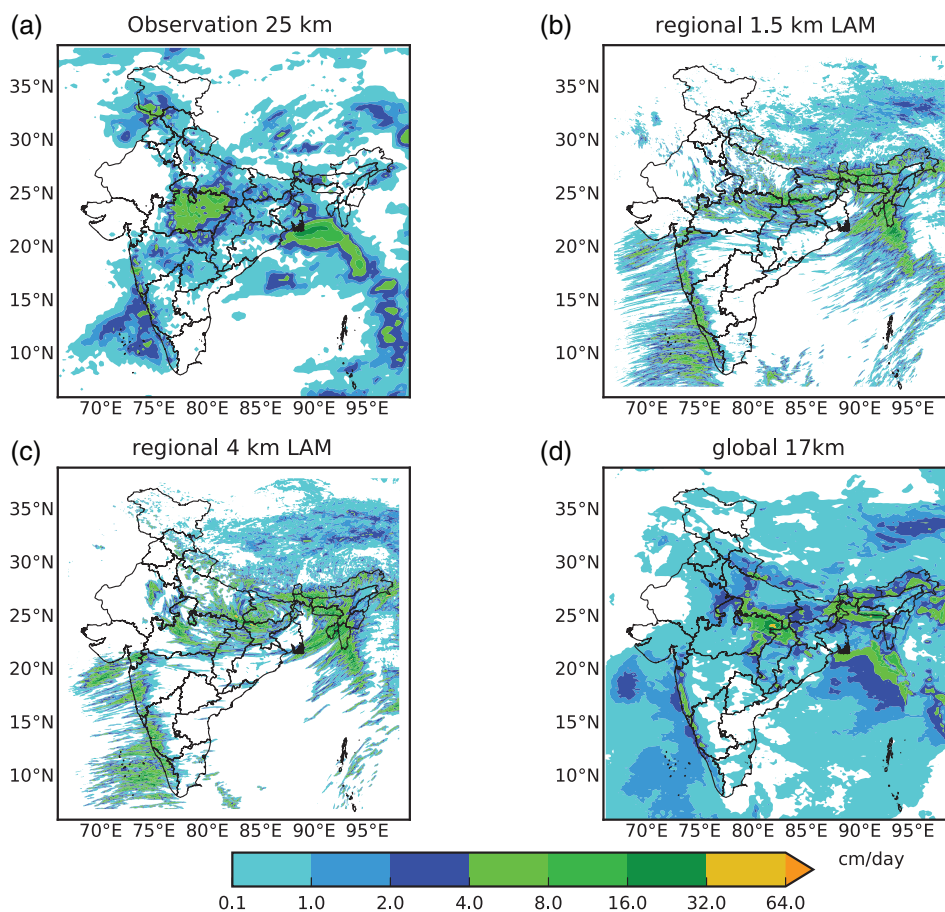 (a) Observation 25 km
35°N
30°N
25°N
20°N
15°N
10°N
70°E 75°E 80°E 85°E 90°E 95°E
(b) regional 1.5 km LAM
35°N
30°N
25°N
20°N
15°N
10°N
70°E 75°E 80°E 85°E 90°E 95°E
(c) regional 4 km LAM
35°N
30°N
25°N
20°N
15°N
10°N
70°E 75°E 80°E 85°E 90°E 95°E
(d) global 17km
35°N
30°N
25°N
20°N
15°N
10°N
70°E 75°E 80°E 85°E 90°E 95°E
cm/day
0.1 1.0 2.0 4.0 8.0 16.0 32.0 64.0